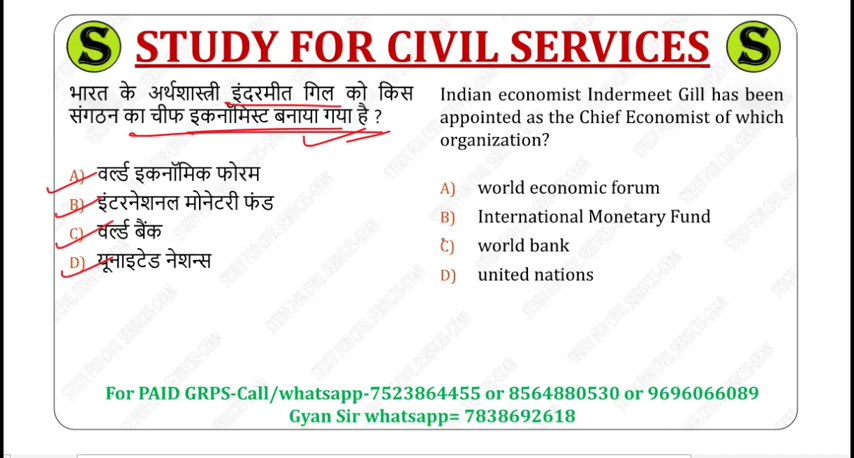 S STUDY FOR CIVIL SERVICES S
भारत के अर्थशास्त्री इंदरमीत गिल को किस
संगठन का चीफ इकनॉमिस्ट बनाया गया है ?
A) वर्ल्ड इकनॉमिक फोरम
B) इंटरनेशनल मोनेटरी फंड
C) वर्ल्ड बैंक
D) यूनाइटेड नेशन्स
Indian economist Indermeet Gill has been
appointed as the Chief Economist of which
organization?
A) world economic forum
B) International Monetary Fund
C) world bank
D) united nations
For PAID GRPS-Call/whatsapp-7523864455 or 8564880530 or 9696066089
Gyan Sir whatsapp= 7838692618